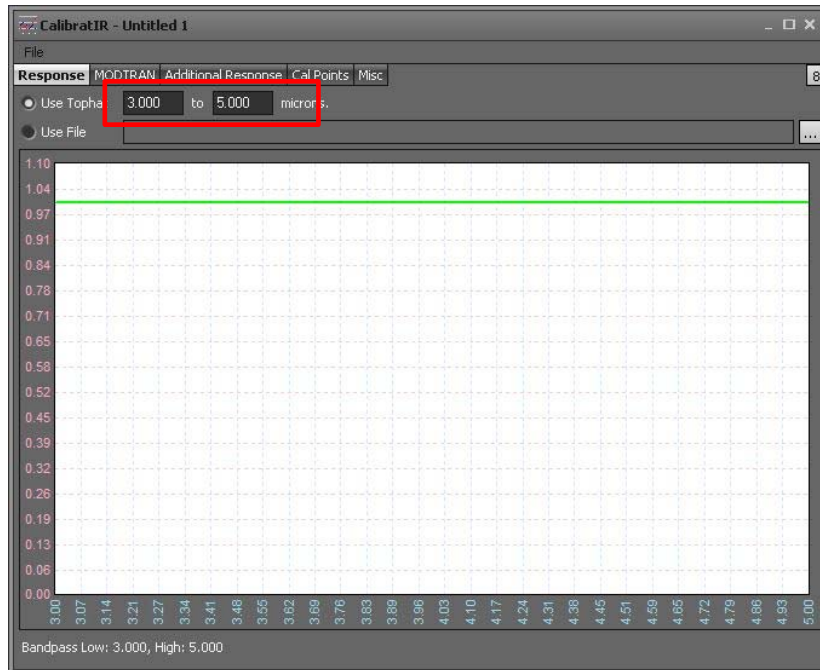 CalibratIR - Untitled 1
File
Response MODTRAN Additional Response Cal Points Misc 8
Use Topha 3.000 to 5.000 microns.
Use File ...
1.10
1.04
0.97
0.91
0.84
0.78
0.71
0.65
0.58
0.52
0.45
0.39
0.32
0.26
0.19
0.13
0.06
0.00
3.00 3.07 3.14 3.21 3.27 3.34 3.41 3.48 3.55 3.62 3.69 3.76 3.83 3.89 3.96 4.03 4.10 4.17 4.24 4.31 4.38 4.45 4.51 4.59 4.65 4.72 4.79 4.86 4.93 5.00
Bandpass Low: 3.000, High: 5.000